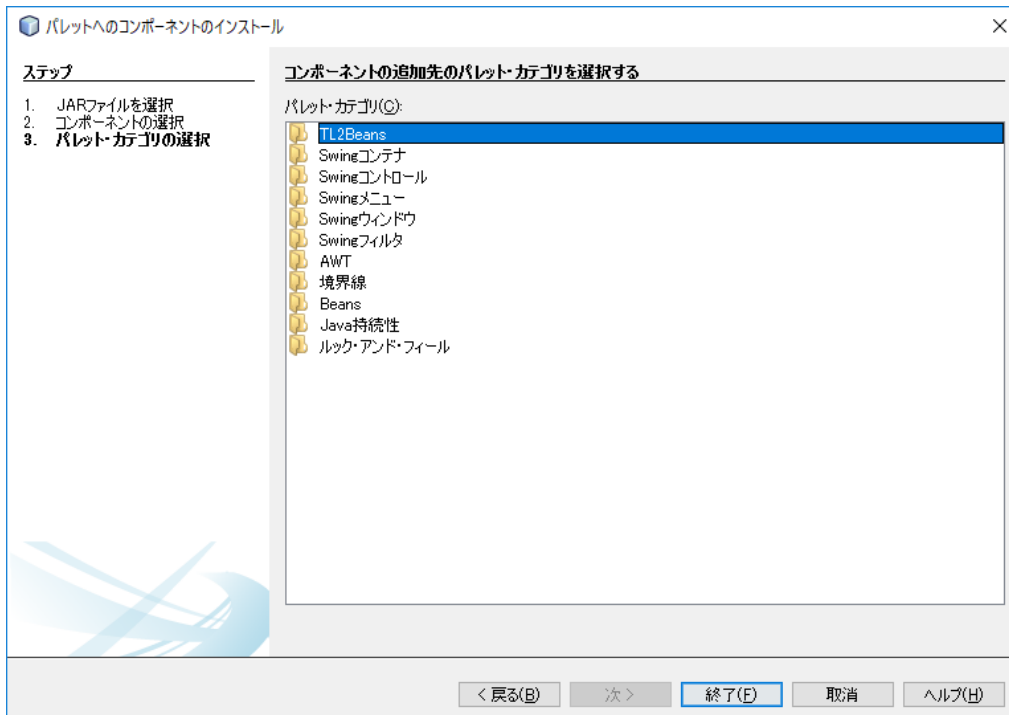 パレットへのコンポーネントのインストール
ステップ
1. JARファイルを選択
2. コンポーネントの選択
3. パレット・カテゴリの選択
コンポーネントの追加先のパレット・カテゴリを選択する
パレット・カテゴリ(C):
TL2Beans
Swingコンテナ
Swingコントロール
Swingメニュー
Swingウィンドウ
Swingフィルタ
AWT
境界線
Beans
Java持続性
ルック・アンド・フィール
< 戻る(B)
次 >
終了(F)
取消
ヘルプ(H)